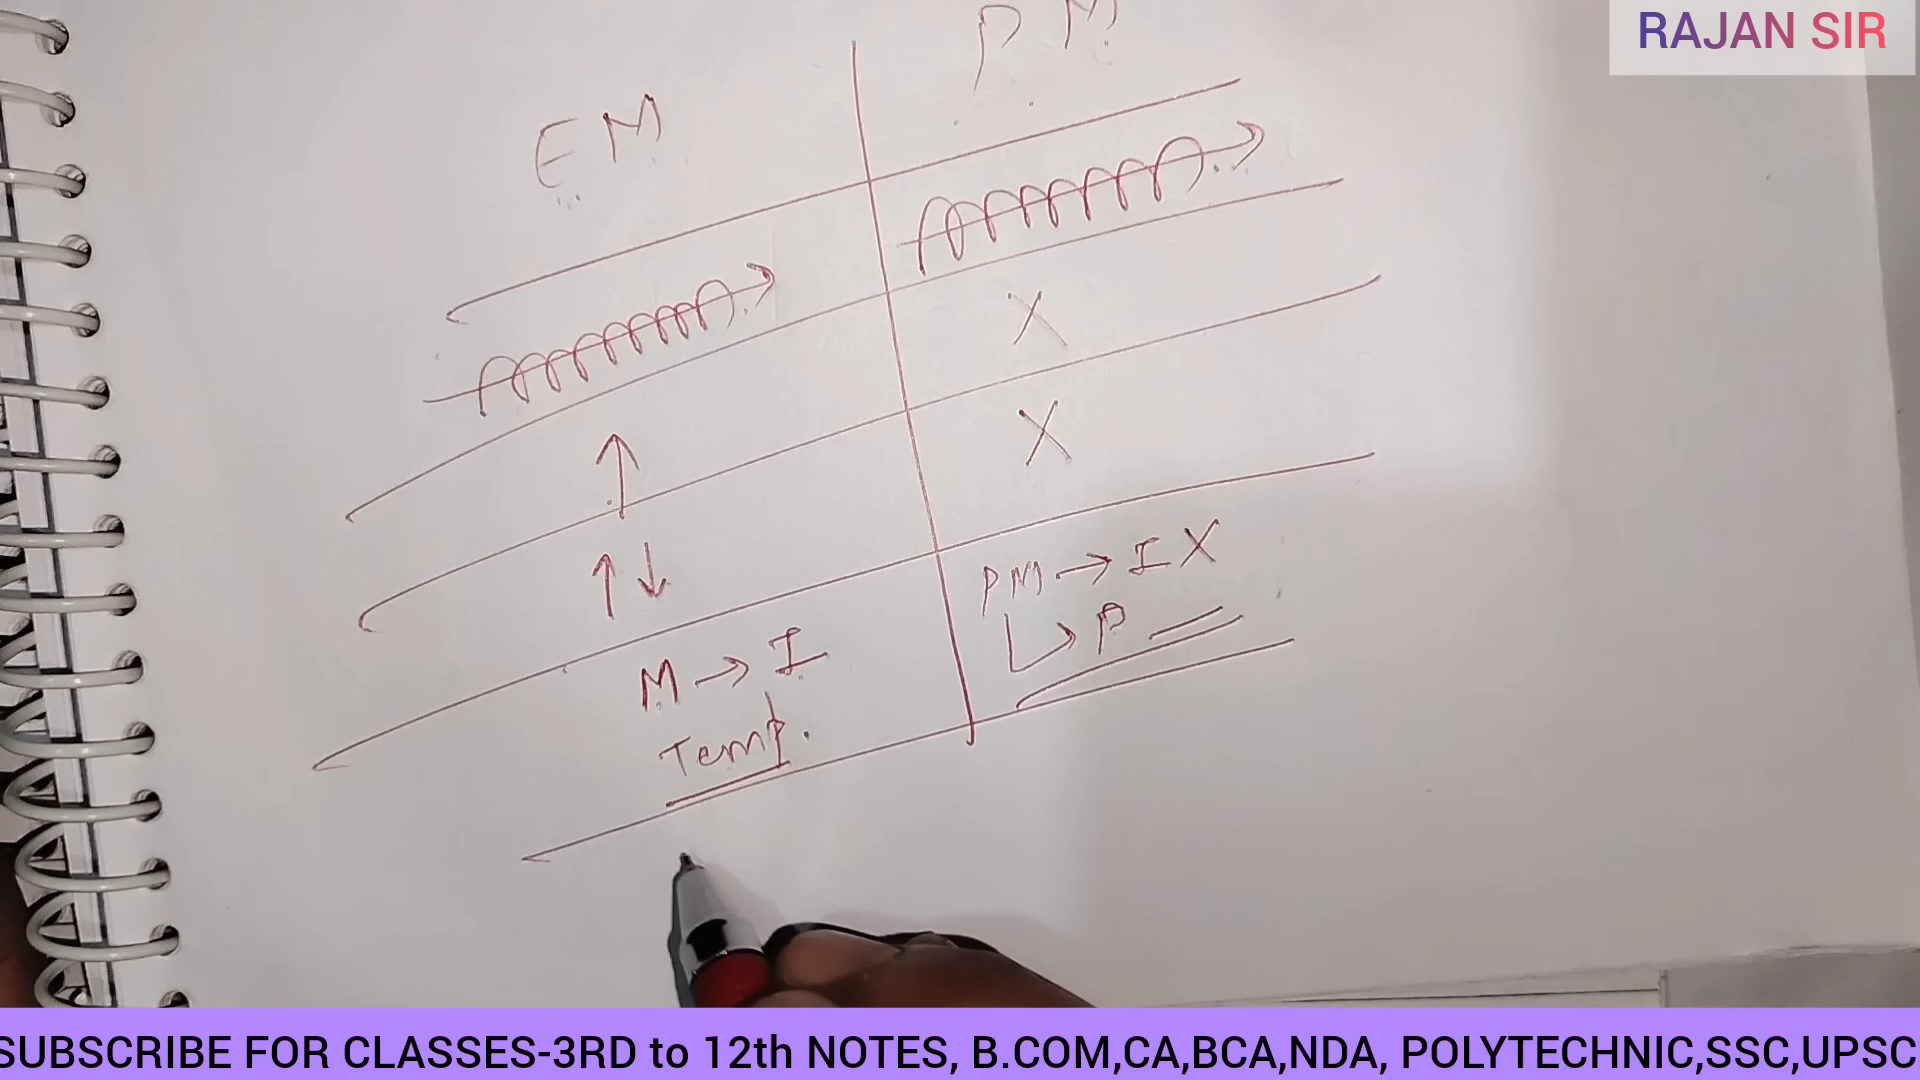 RAJAN SIR
EM
PM
X
X
M → I
Temp.
PM → I X
↳ P
SUBSCRIBE FOR CLASSES-3RD to 12th NOTES, B.COM,CA,BCA,NDA, POLYTECHNIC,SSC,UPSC